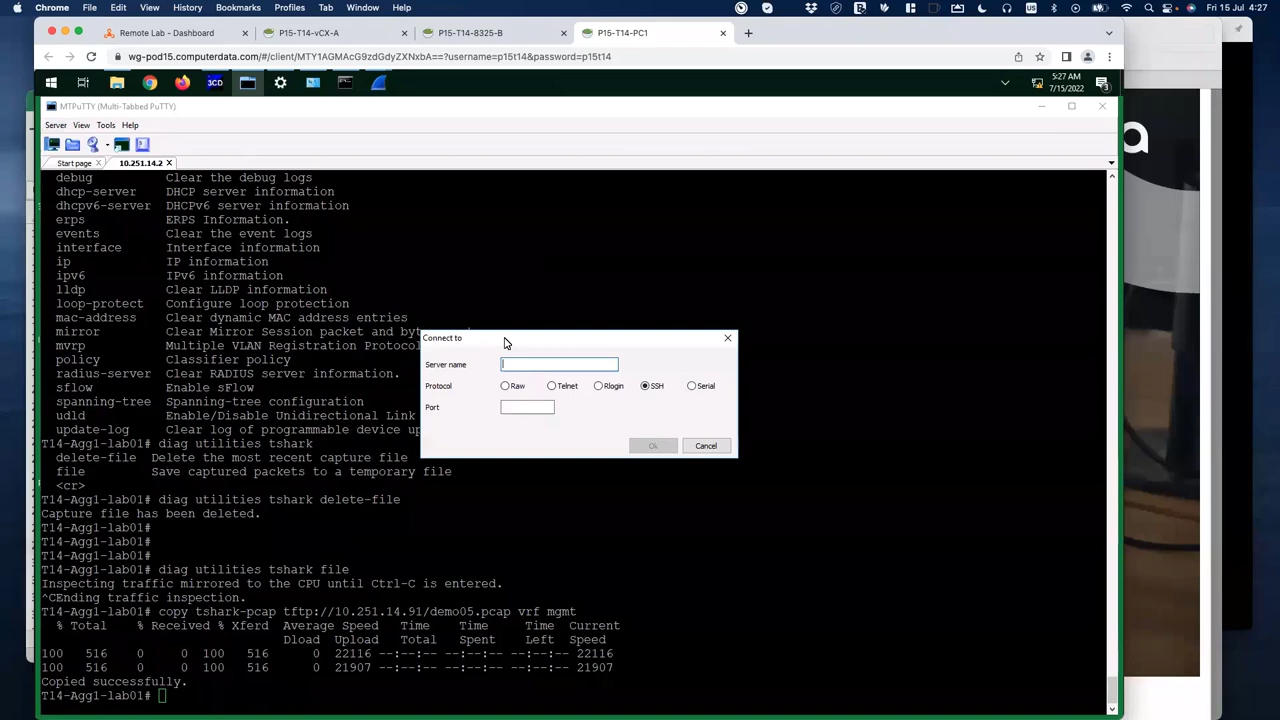 Chrome File Edit View History Bookmarks Profiles Tab Window Help Fri 15 Jul 4:27
Remote Lab - Dashboard P15-T14-vCX-A P15-T14-8325-B P15-T14-PC1
wg-pod15.computerdata.com/#/client/MTY1AGMAcG9zdGdyZXNxbA==?username=p15t14&password=p15t14
3CD 5:27 AM
7/15/2022
3
MTPuTTY (Multi-Tabbed PuTTY)
Server View Tools Help
Start page 10.251.14.2
debug Clear the debug logs
dhcp-server DHCP server information
dhcpv6-server DHCPv6 server information
erps ERPS Information.
events Clear the event logs
interface Interface information
ip IP information
ipv6 IPv6 information
lldp Clear LLDP information
loop-protect Configure loop protection
mac-address Clear dynamic MAC address entries
mirror Clear Mirror Session packet and byt
mvrp Multiple VLAN Registration Protoco
policy Classifier policy
radius-server Clear RADIUS server information.
sflow Enable sFlow
spanning-tree Spanning-tree configuration
udld Enable/Disable Unidirectional Link
update-log Clear log of programmable device up
T14-Agg1-lab01# diag utilities tshark
delete-file Delete the most recent capture file
file Save captured packets to a temporary file
<cr>
T14-Agg1-lab01# diag utilities tshark delete-file
Capture file has been deleted.
T14-Agg1-lab01#
T14-Agg1-lab01#
T14-Agg1-lab01#
T14-Agg1-lab01# diag utilities tshark file
Inspecting traffic mirrored to the CPU until Ctrl-C is entered.
^CEnding traffic inspection.
T14-Agg1-lab01# copy tshark-pcap tftp://10.251.14.91/demo05.pcap vrf mgmt
% Total % Received % Xferd Average Speed Time Time Time Current
Dload Upload Total Spent Left Speed
100 516 0 0 100 516 0 22116 --:--:-- --:--:-- --:--:-- 22116
100 516 0 0 100 516 0 21907 --:--:-- --:--:-- --:--:-- 21907
Copied successfully.
T14-Agg1-lab01#
Connect to
Server name
Protocol Raw Telnet Rlogin SSH Serial
Port
Ok Cancel
a